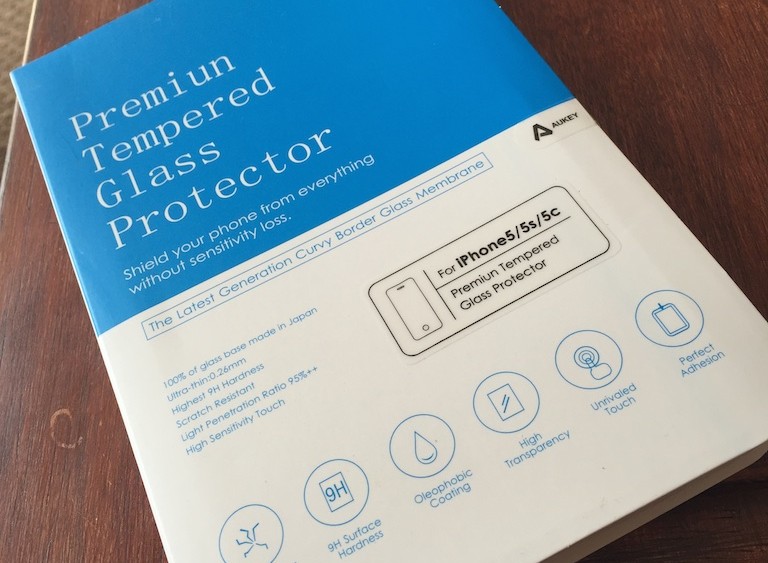 Premiun
Tempered
Glass
Protector
Shield your phone from everything
without sensitivity loss.
AUKEY
The Latest Generation Curvy Border Glass Membrane
For iPhone5/5s/5c
Premiun Tempered
Glass Protector
100% of glass base made in Japan
Ultra-thin:0.26mm
Highest 9H Hardness
Scratch Resistant
Light Penetration Ratio 95%++
High Sensitivity Touch
9H
9H Surface
Hardness
Oleophobic
Coating
High
Transparency
Unrivaled
Touch
Perfect
Adhesion